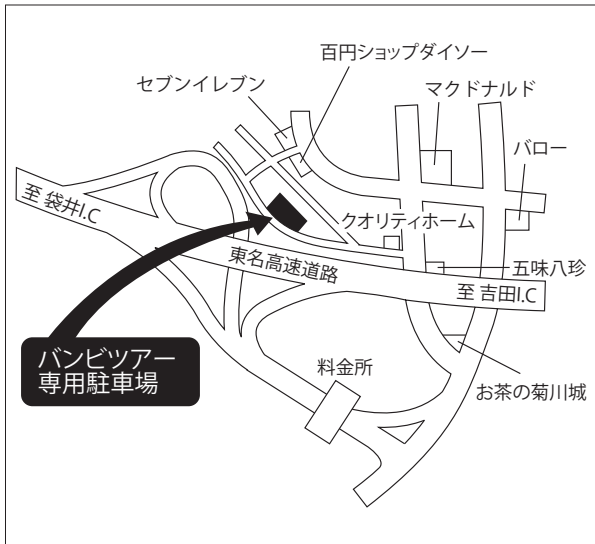 百円ショップダイソー
セブンイレブン
マクドナルド
バロー
至 袋井I.C
クオリティホーム
東名高速道路
五味八珍
至 吉田I.C
バンビツアー
専用駐車場
料金所
お茶の菊川城